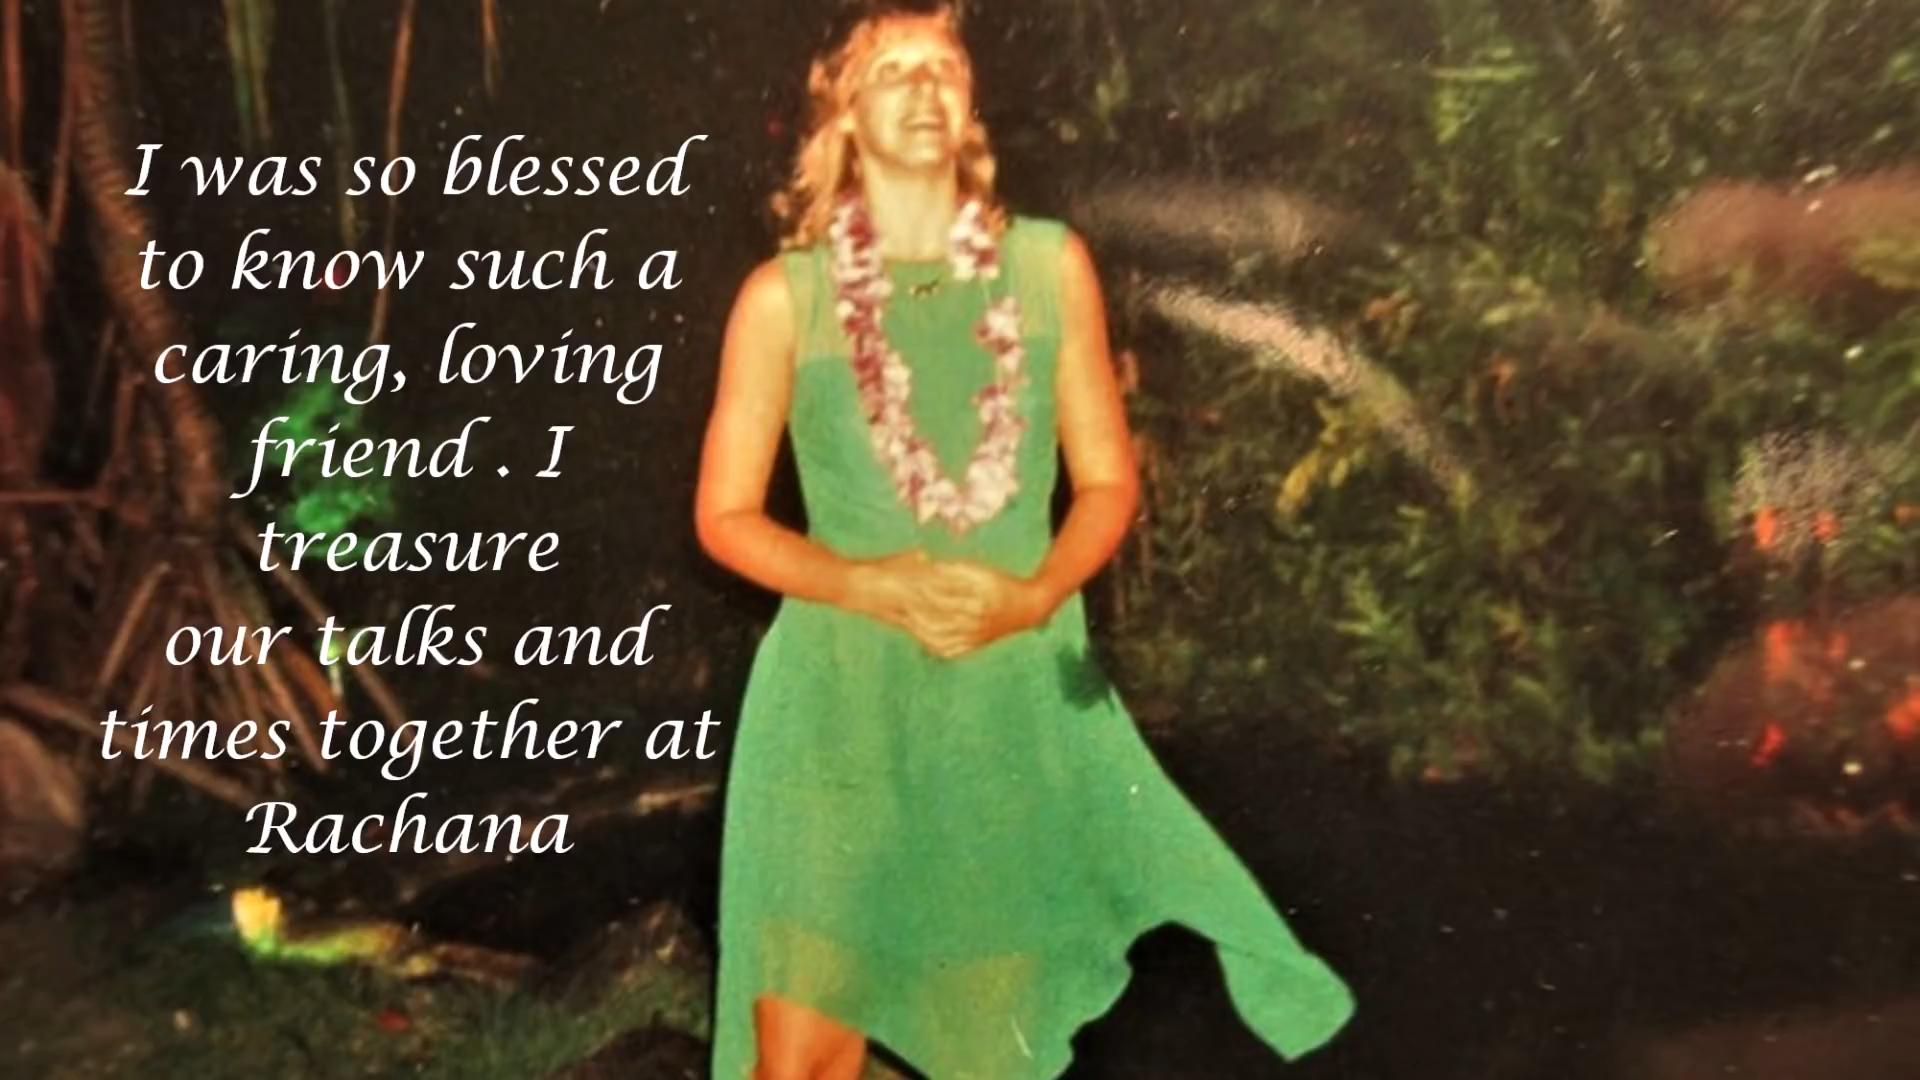 I was so blessed
to know such a
caring, loving
friend . I
treasure
our talks and
times together at
Rachana